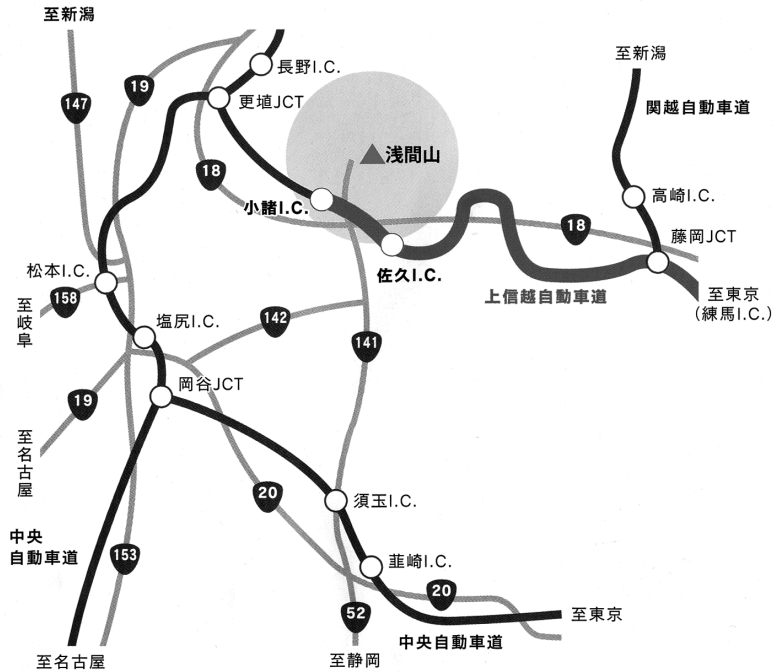 至新潟
19
147
長野I.C.
更埴JCT
18
浅間山
小諸I.C.
佐久I.C.
至新潟
関越自動車道
高崎I.C.
藤岡JCT
18
上信越自動車道
至東京
(練馬I.C.)
松本I.C.
158
至岐阜
塩尻I.C.
142
141
岡谷JCT
19
至名古屋
20
須玉I.C.
中央
自動車道
153
韮崎I.C.
20
52
至東京
中央自動車道
至名古屋
至静岡